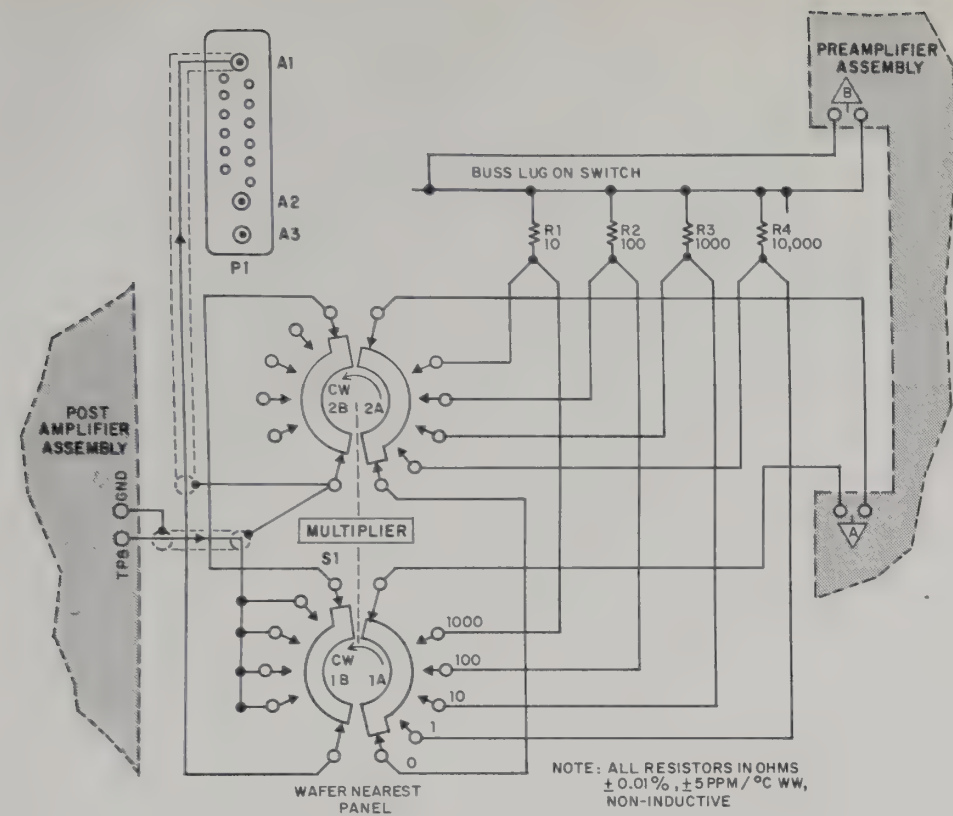 A1
PREAMPLIFIER
ASSEMBLY
B
BUSS LUG ON SWITCH
R1
10
R2
100
R3
1000
R4
10,000
A2
A3
P1
CW
2B 2A
POST
AMPLIFIER
ASSEMBLY
GND
TP8
MULTIPLIER
A
S1
1000
CW
100
1B 1A
10
1
0
WAFER NEAREST
PANEL
NOTE: ALL RESISTORS IN OHMS
± 0.01%, ±5PPM/°C WW,
NON-INDUCTIVE